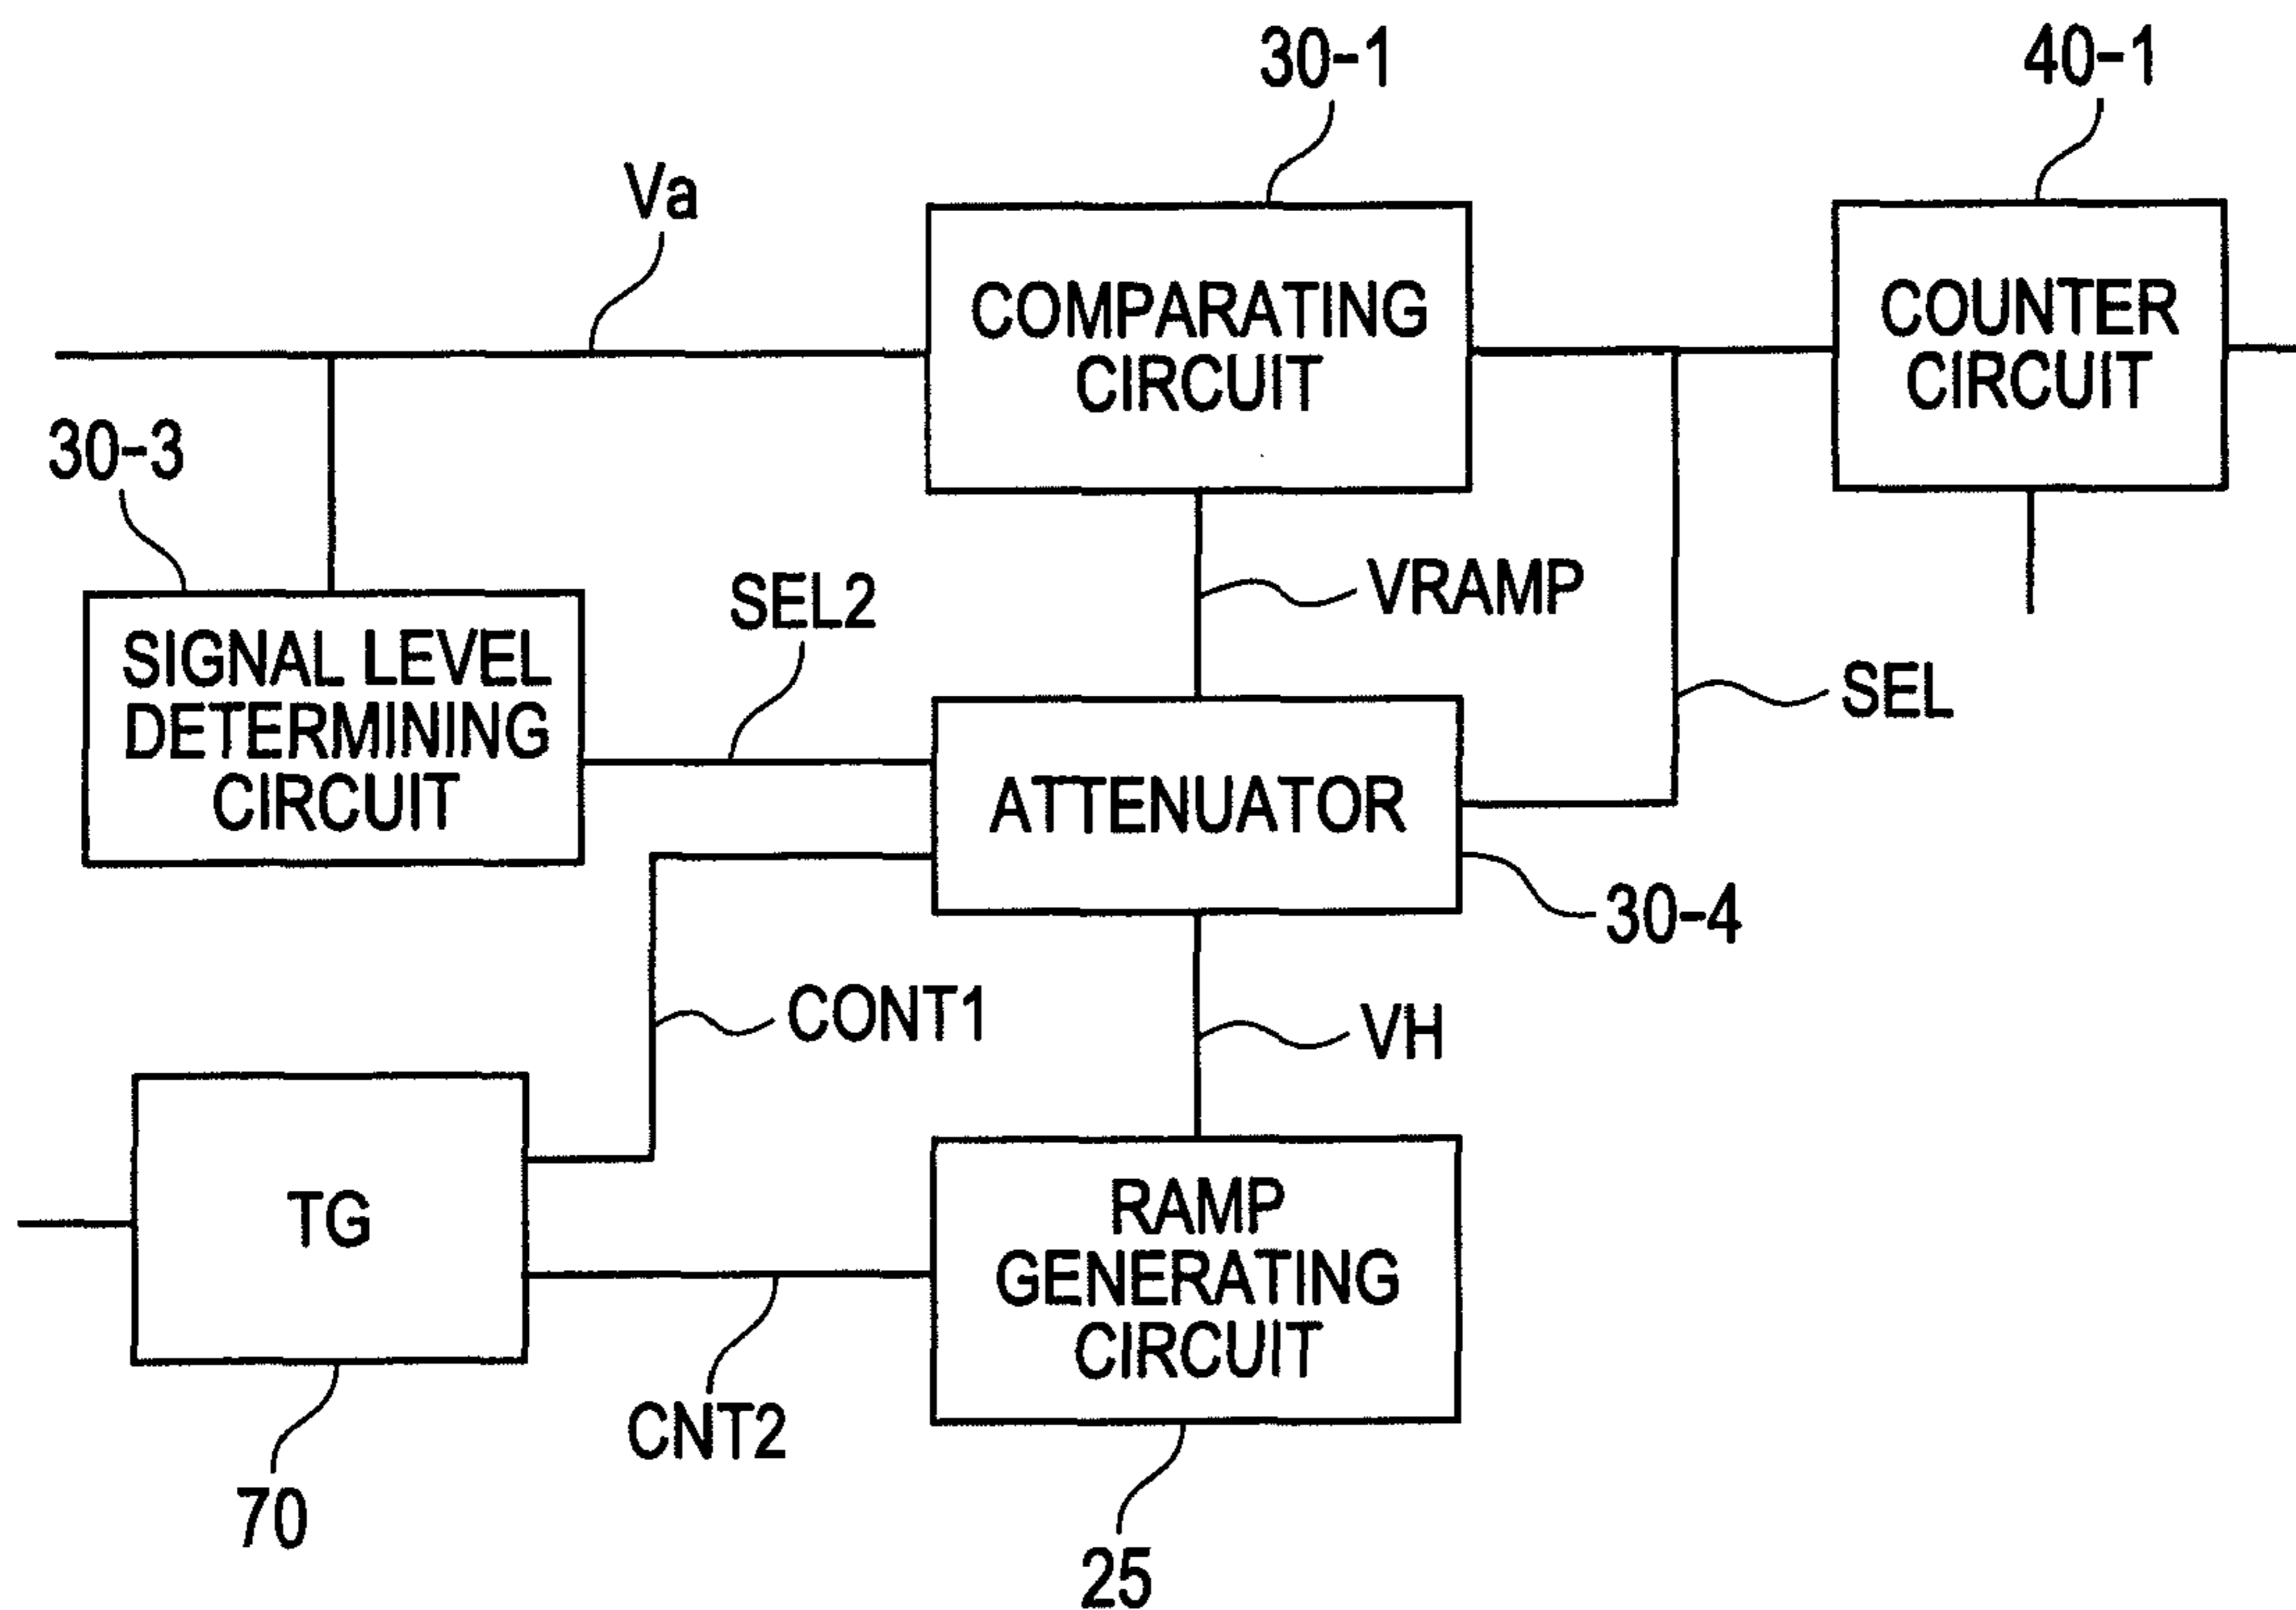 30-1
40-1
Va
COMPARATING
CIRCUIT
COUNTER
CIRCUIT
30-3
VRAMP
SEL2
SIGNAL LEVEL
DETERMINING
CIRCUIT
SEL
ATTENUATOR
30-4
CONT1
VH
TG
RAMP
GENERATING
CIRCUIT
CNT2
70
25